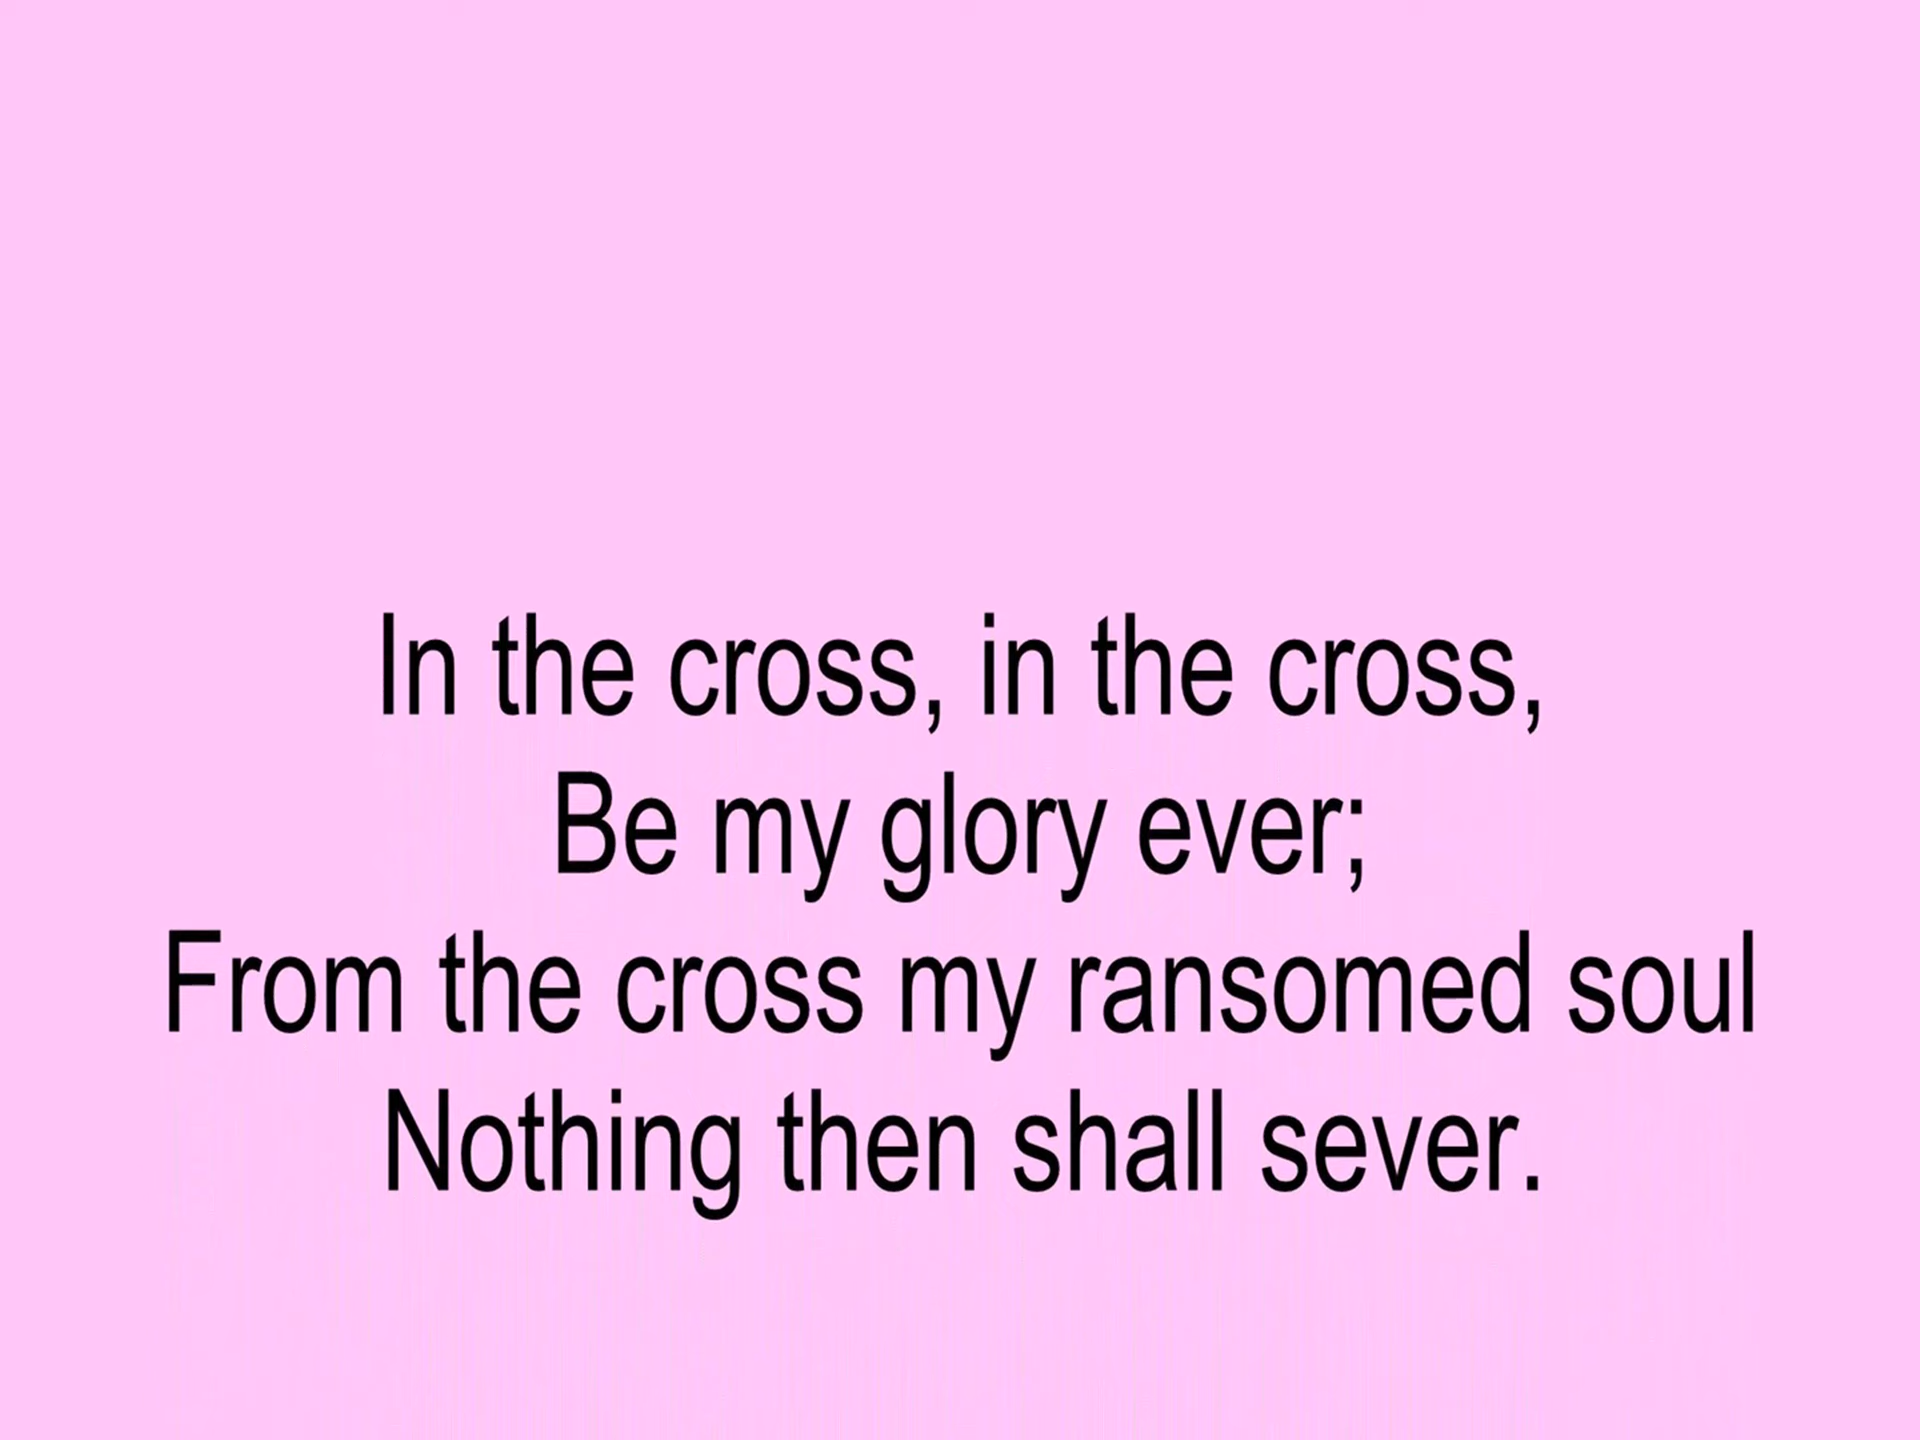 In the cross, in the cross,
Be my glory ever;
From the cross my ransomed soul
Nothing then shall sever.